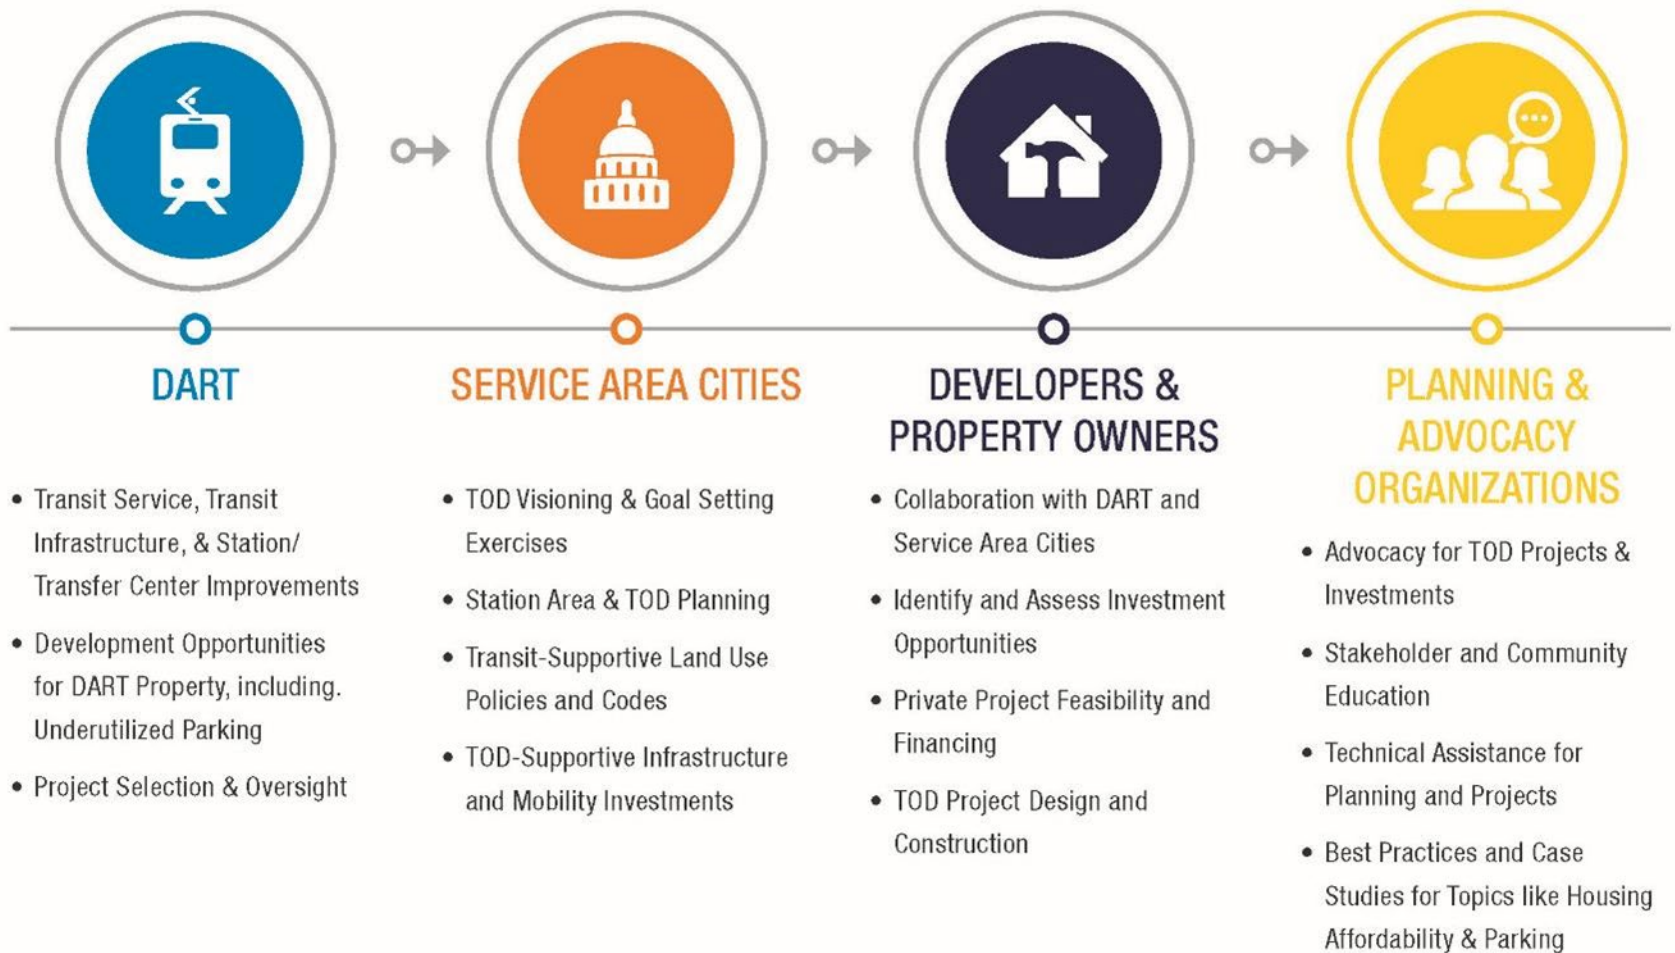 DART
• Transit Service, Transit
Infrastructure, & Station/
Transfer Center Improvements
• Development Opportunities
for DART Property, including.
Underutilized Parking
• Project Selection & Oversight
SERVICE AREA CITIES
• TOD Visioning & Goal Setting
Exercises
• Station Area & TOD Planning
• Transit-Supportive Land Use
Policies and Codes
• TOD-Supportive Infrastructure
and Mobility Investments
DEVELOPERS &
PROPERTY OWNERS
• Collaboration with DART and
Service Area Cities
• Identify and Assess Investment
Opportunities
• Private Project Feasibility and
Financing
• TOD Project Design and
Construction
PLANNING &
ADVOCACY
ORGANIZATIONS
• Advocacy for TOD Projects &
Investments
• Stakeholder and Community
Education
• Technical Assistance for
Planning and Projects
• Best Practices and Case
Studies for Topics like Housing
Affordability & Parking